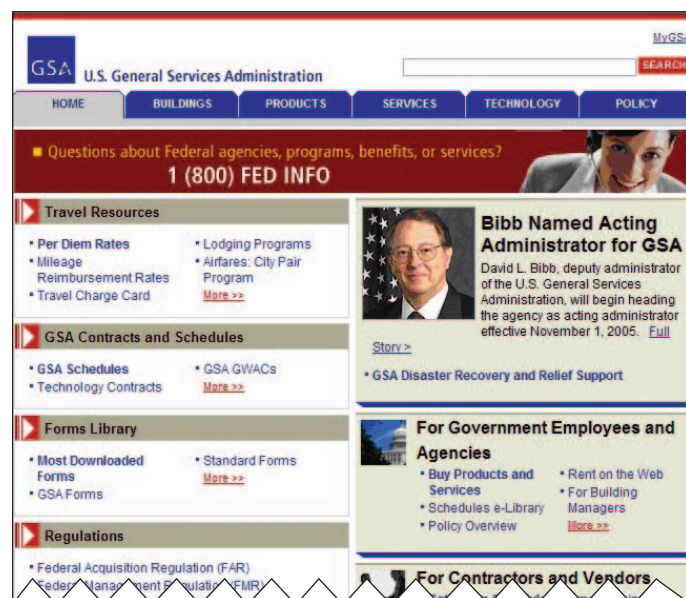 MyGSA
GSA
U.S. General Services Administration
SEARCH
HOME
BUILDINGS
PRODUCTS
SERVICES
TECHNOLOGY
POLICY
Questions about Federal agencies, programs, benefits, or services?
1 (800) FED INFO
Travel Resources
• Per Diem Rates
• Mileage
Reimbursement Rates
• Travel Charge Card
• Lodging Programs
• Airfares: City Pair
Program
More >>
GSA Contracts and Schedules
• GSA Schedules
• Technology Contracts
• GSA GWACs
More >>
Forms Library
• Most Downloaded
Forms
• GSA Forms
• Standard Forms
More >>
Regulations
• Federal Acquisition Regulation (FAR)
• Federal Management Regulation (FMR)
Bibb Named Acting
Administrator for GSA
David L. Bibb, deputy administrator
of the U.S. General Services
Administration, will begin heading
the agency as acting administrator
effective November 1, 2005. Full
Story >
• GSA Disaster Recovery and Relief Support
For Government Employees and
Agencies
• Buy Products and
Services
• Schedules e-Library
• Policy Overview
• Rent on the Web
• For Building
Managers
More >>
For Contractors and Vendors